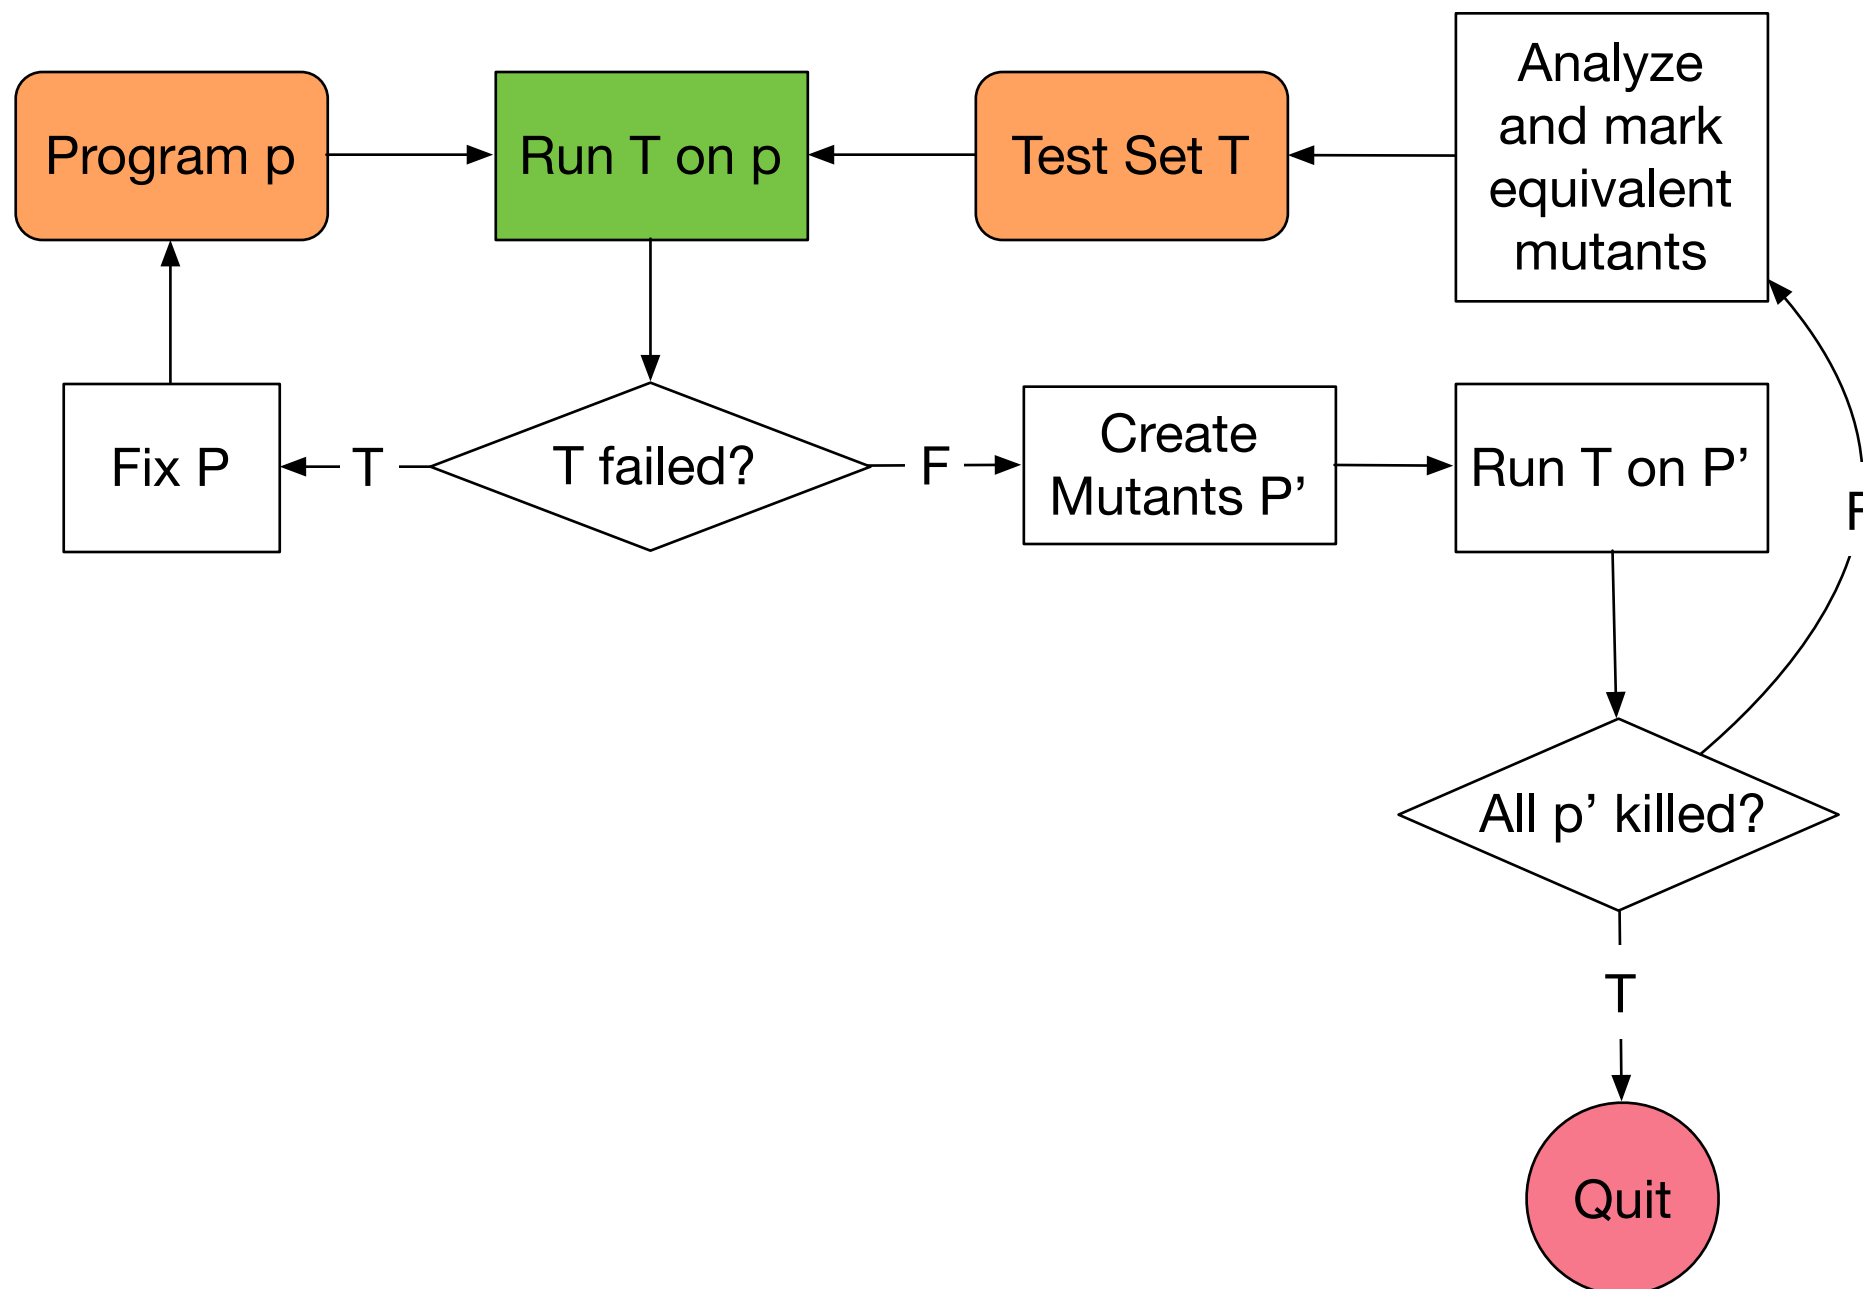 Program p
Run T on p
Test Set T
Analyze
and mark
equivalent
mutants
Fix P
T
T failed?
F
Create
Mutants P’
Run T on P’
F
All p’ killed?
T
Quit